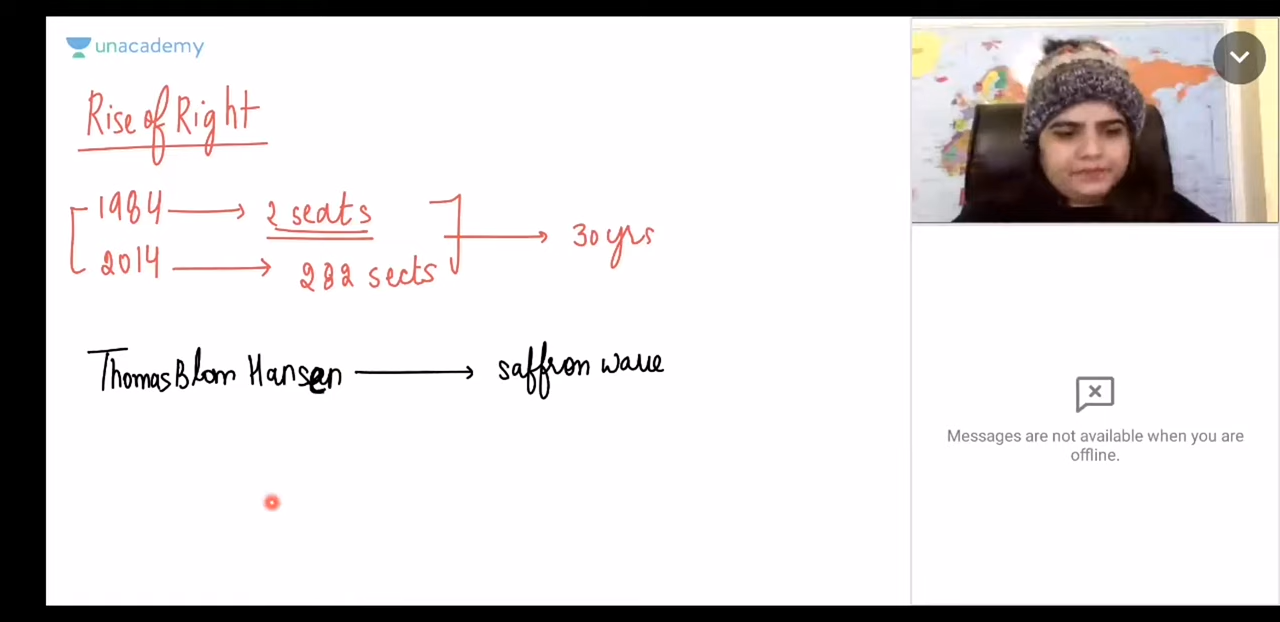 unacademy
Rise of Right
1984 → 2 seats
2014 → 282 seats
→ 30 yrs
Thomas Blom Hansen → saffron wave
Messages are not available when you are
offline.